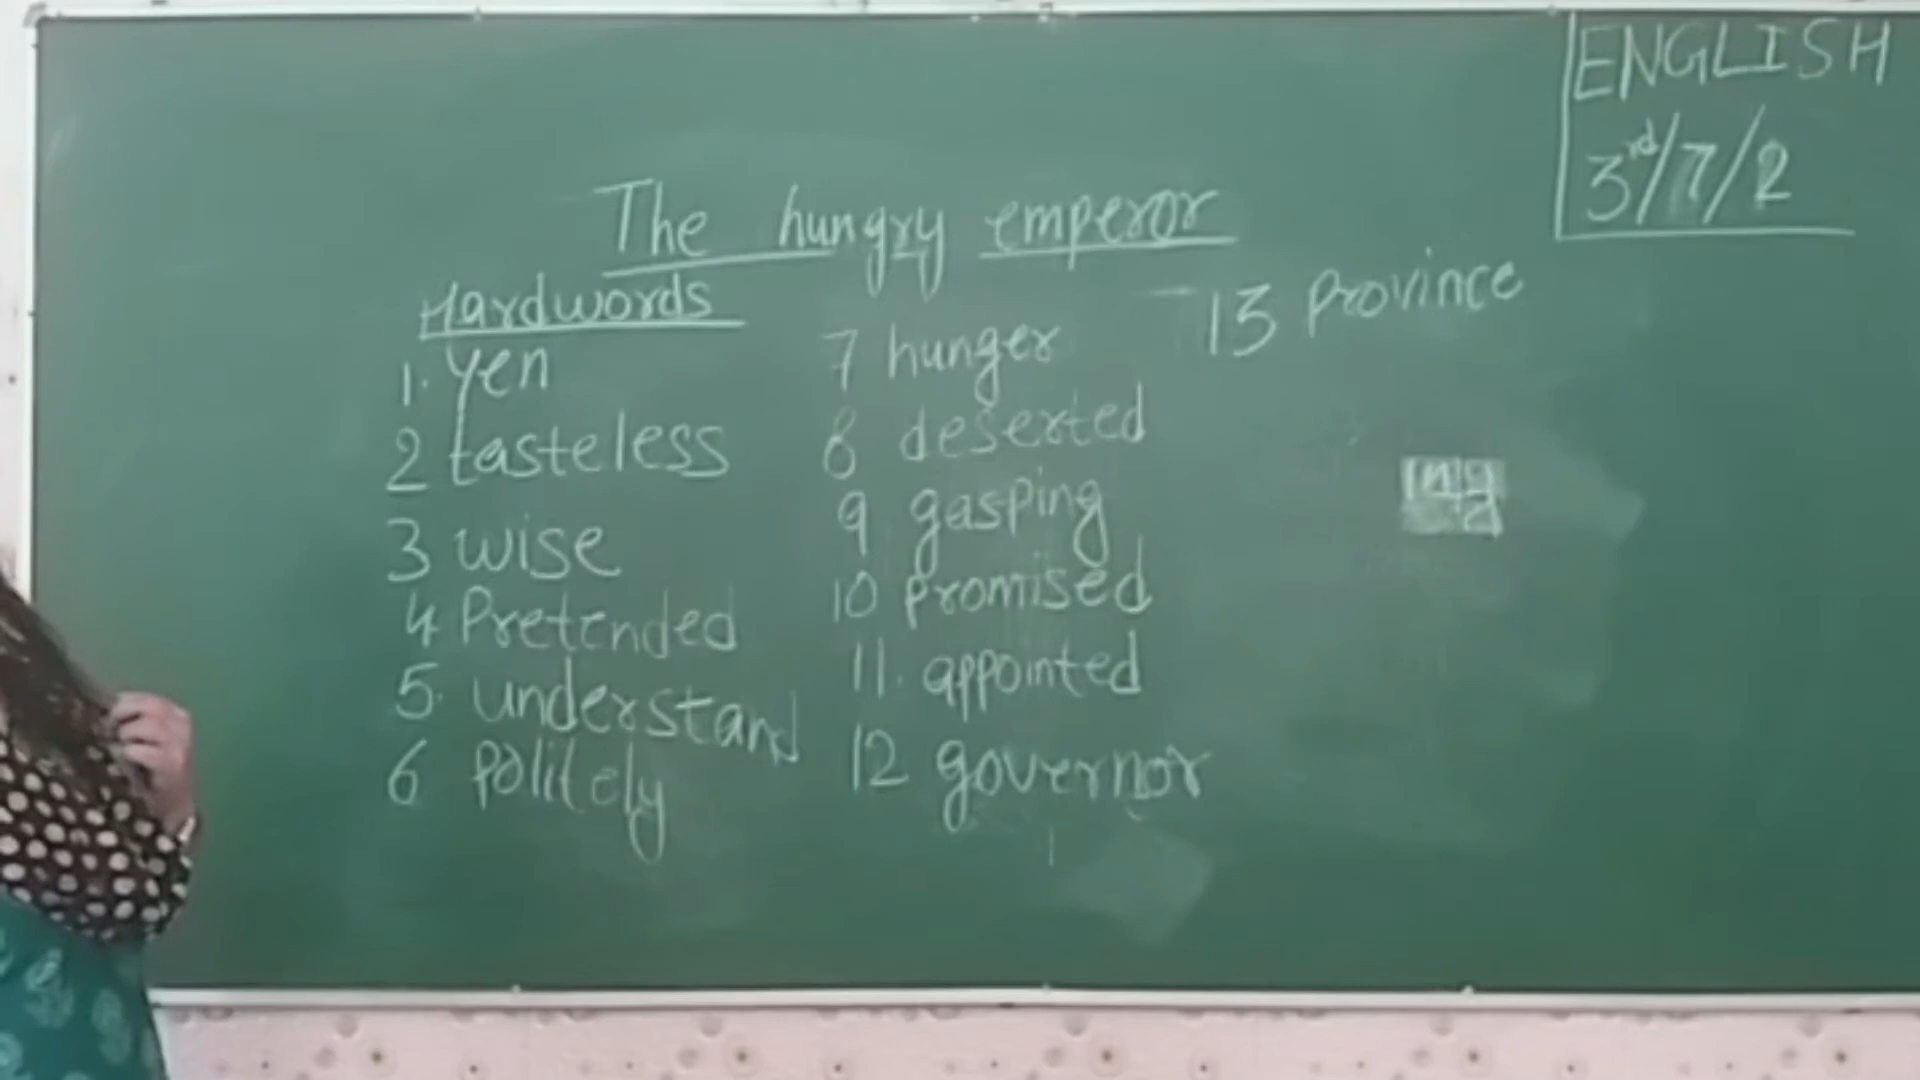 ENGLISH
3rd/7/2
The hungry emperor
Hardwords
1. Yen
2 tasteless
3 wise
4 Pretended
5. understand
6 Politely
7 hunger
8 deserted
9 gasping
10 promised
11. appointed
12 governor
13 Province